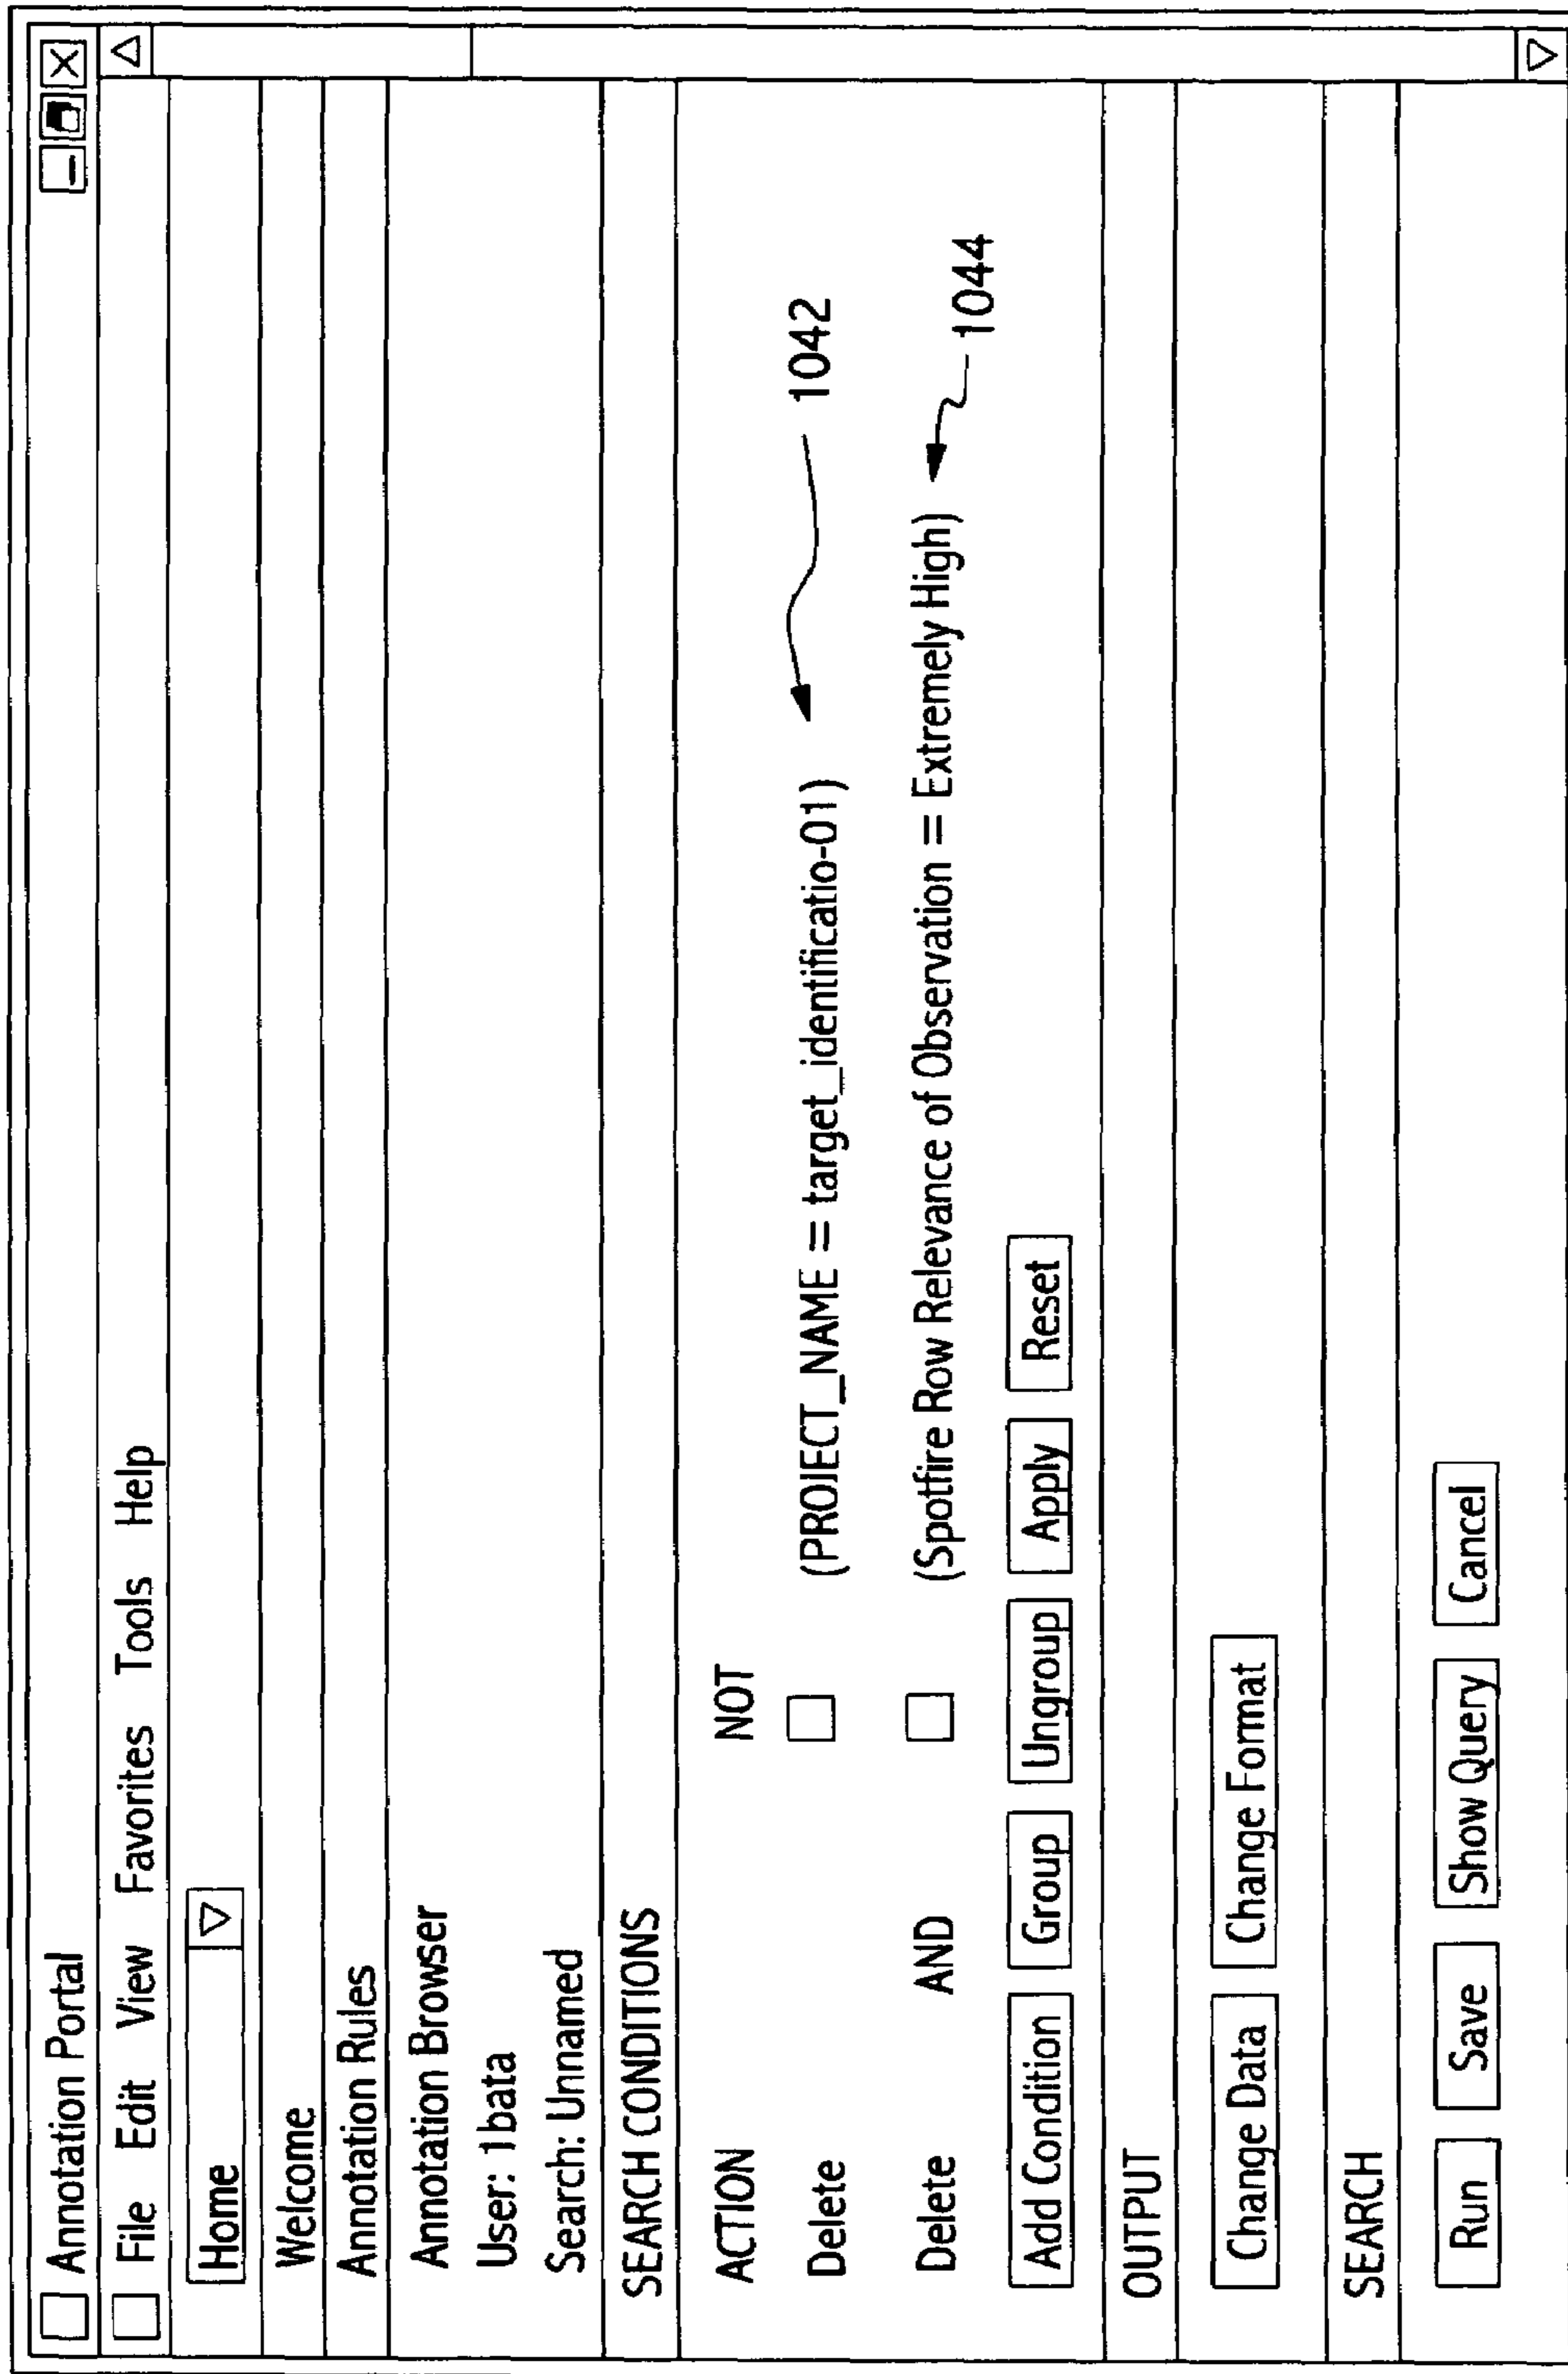 Annotation Portal
File Edit View Favorites Tools Help
Home
Welcome
Annotation Rules
Annotation Browser
User: 1bata
Search: Unnamed
SEARCH CONDITIONS
ACTION NOT
Delete (PROJECT_NAME = target_identificatio-01) 1042
Delete AND (Spotfire Row Relevance of Observation = Extremely High) 1044
Add Condition Group Ungroup Apply Reset
OUTPUT
Change Data Change Format
SEARCH
Run Save Show Query Cancel